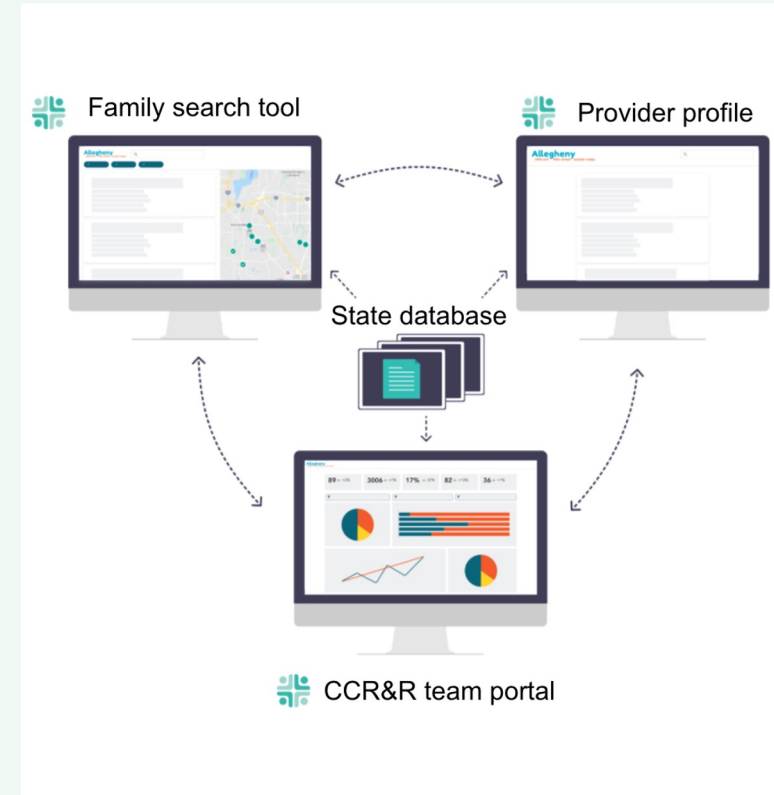 Family search tool
Provider profile
Allegheny
Allegheny
State database
Allegheny
89
3006
17%
82
36
CCR&R team portal